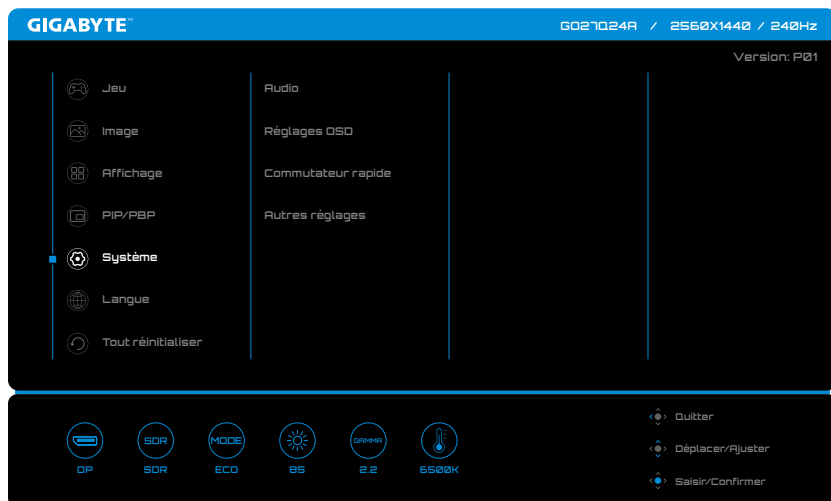 GIGABYTE™
GO27Q24A / 2560X1440 / 240Hz
Version: P01
Jeu
Image
Affichage
PIP/PBP
Système
Langue
Tout réinitialiser
Audio
Réglages OSD
Commutateur rapide
Autres réglages
SDR
MODE
GAMMA
DP
SDR
ECO
85
2.2
6500K
Quitter
Déplacer/Ajuster
Saisir/Confirmer